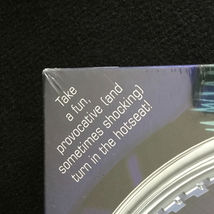 Take
a fun,
provocative (and
sometimes shocking)
turn in the hotseat!